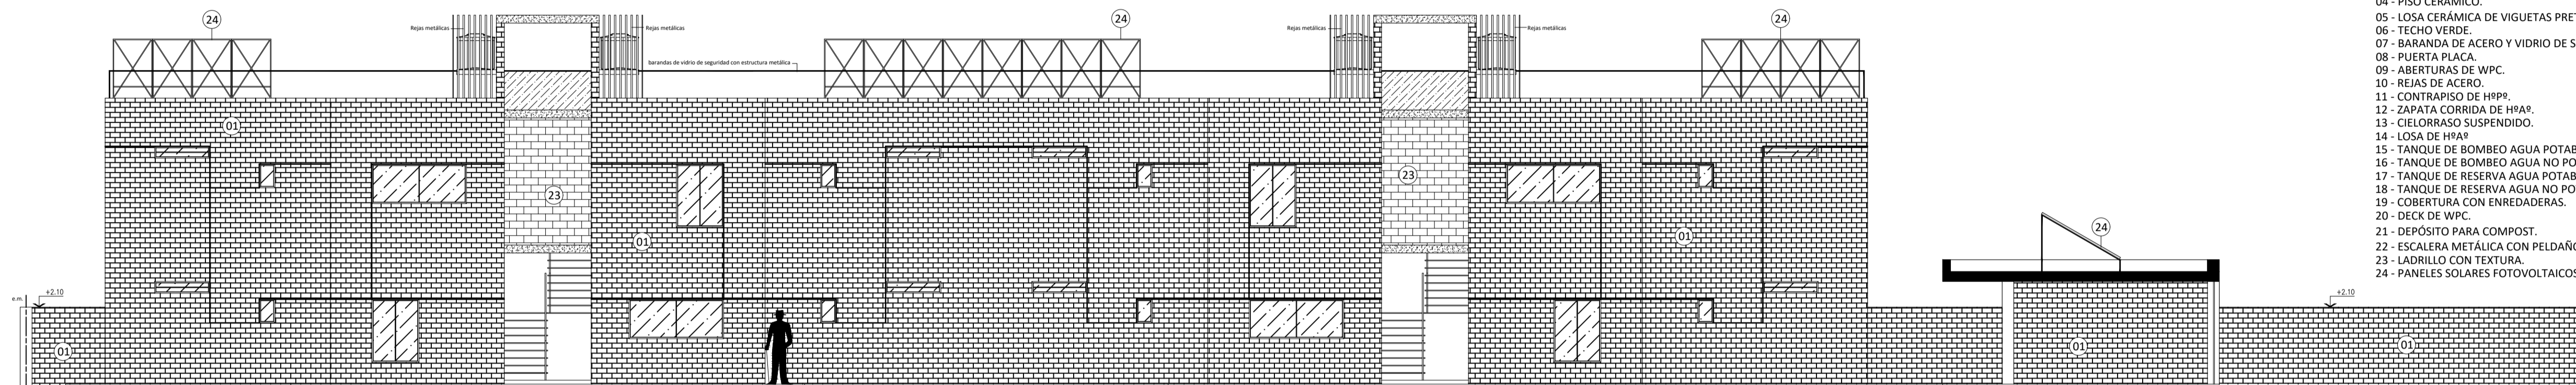 24
24
24
Rejas metálicas
Rejas metálicas
Rejas metálicas
Rejas metálicas
barandas de vidrio de seguridad con estructura metálica
01
23
23
01
01
24
e.m.
+2.10
+2.10
01
01
01
04 - PISO CERÁMICO.
05 - LOSA CERÁMICA DE VIGUETAS PRET
06 - TECHO VERDE.
07 - BARANDA DE ACERO Y VIDRIO DE S
08 - PUERTA PLACA.
09 - ABERTURAS DE WPC.
10 - REJAS DE ACERO.
11 - CONTRAPISO DE HºPº.
12 - ZAPATA CORRIDA DE HºAº.
13 - CIELORRASO SUSPENDIDO.
14 - LOSA DE HºAº
15 - TANQUE DE BOMBEO AGUA POTAB
16 - TANQUE DE BOMBEO AGUA NO PO
17 - TANQUE DE RESERVA AGUA POTAB
18 - TANQUE DE RESERVA AGUA NO PO
19 - COBERTURA CON ENREDADERAS.
20 - DECK DE WPC.
21 - DEPÓSITO PARA COMPOST.
22 - ESCALERA METÁLICA CON PELDAÑO
23 - LADRILLO CON TEXTURA.
24 - PANELES SOLARES FOTOVOLTAICOS